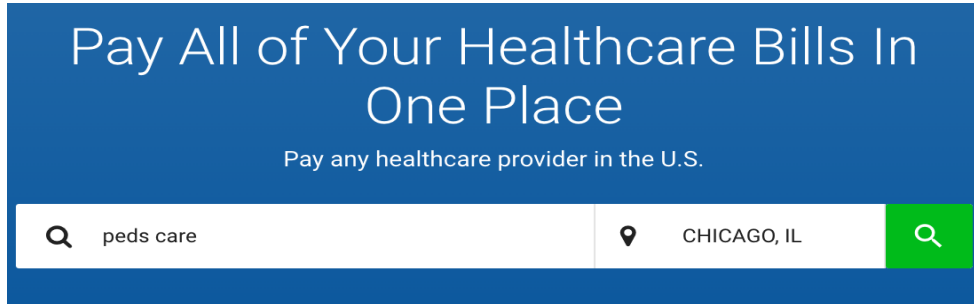 Pay All of Your Healthcare Bills In
One Place
Pay any healthcare provider in the U.S.
peds care CHICAGO, IL